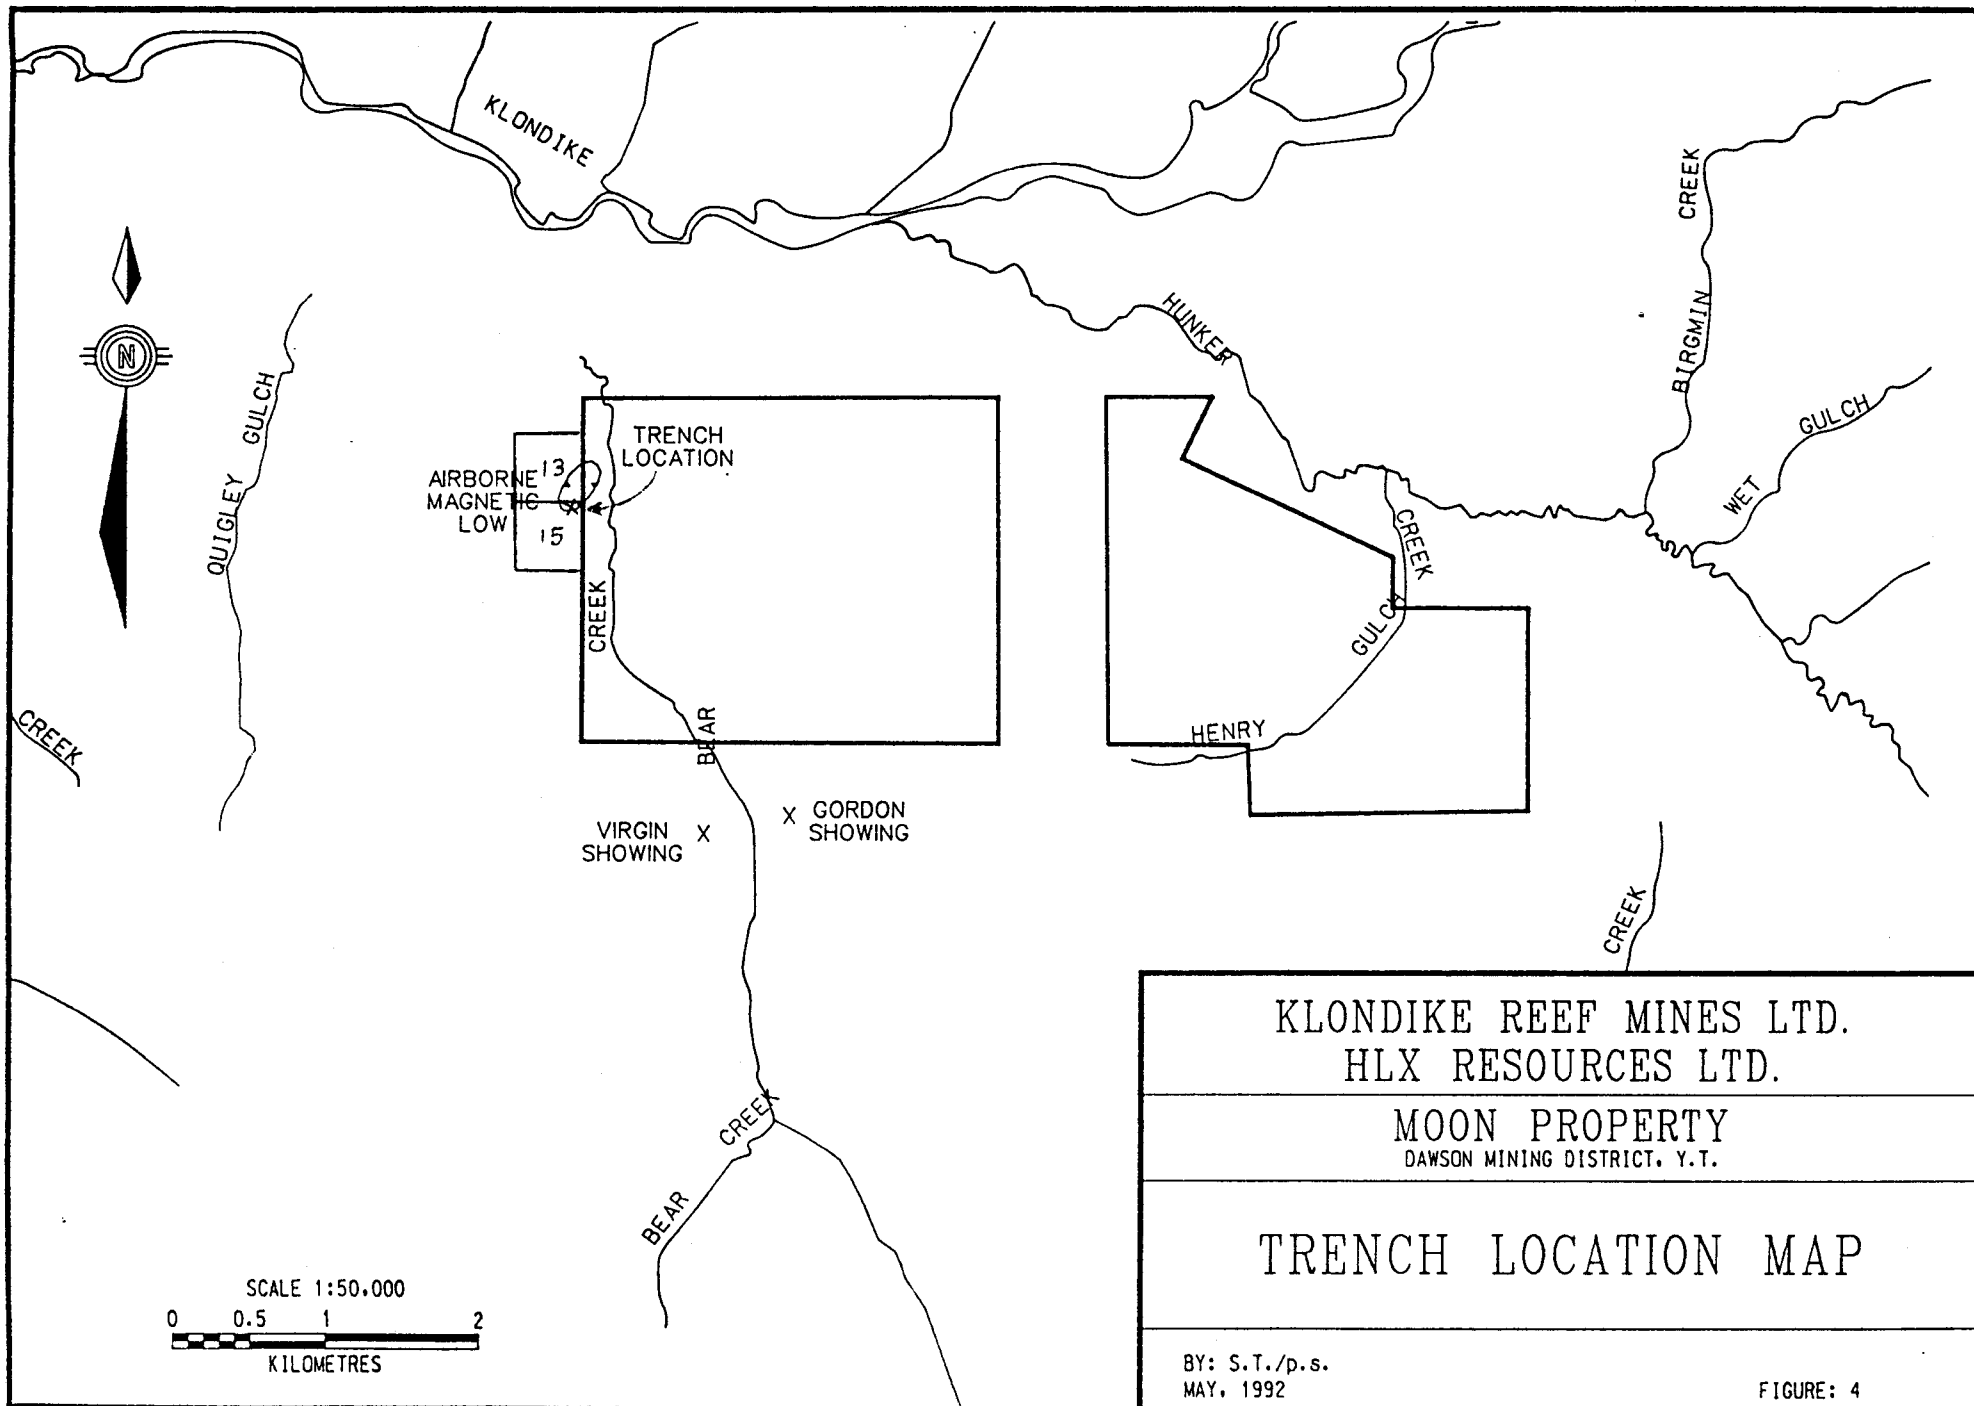 KLONDIKE
HUNKER
CREEK
BIRGMIN
GULCH
WET
N
QUIGLEY GULCH
TRENCH
LOCATION
AIRBORNE
MAGNETIC
LOW
13
15
CREEK
BEAR
CREEK
GULCH
HENRY
CREEK
VIRGIN
SHOWING
X
X
GORDON
SHOWING
CREEK
CREEK
BEAR
SCALE 1:50,000
0 0.5 1 2
KILOMETRES
KLONDIKE REEF MINES LTD.
HLX RESOURCES LTD.
MOON PROPERTY
DAWSON MINING DISTRICT, Y.T.
TRENCH LOCATION MAP
BY: S.T./p.s.
MAY, 1992
FIGURE: 4